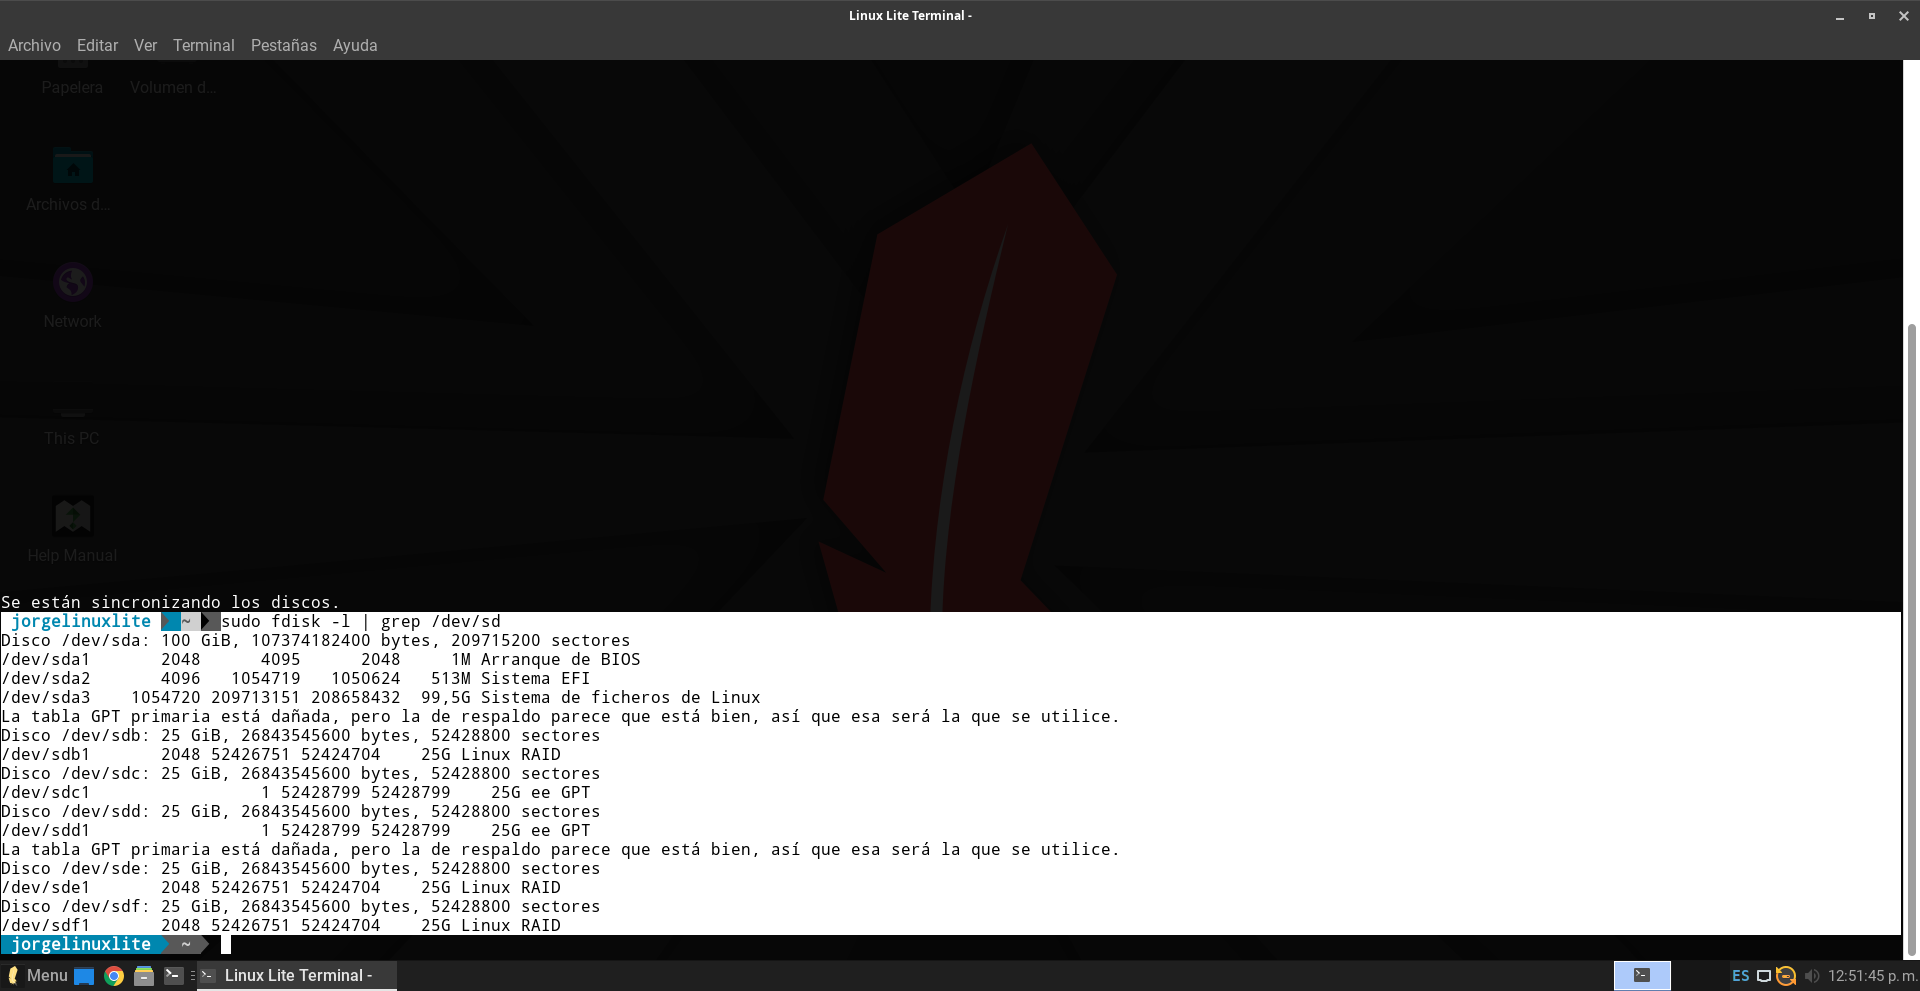 Linux Lite Terminal -
Archivo Editar Ver Terminal Pestañas Ayuda
Papelera Volumen d...
Archivos d...
Network
This PC
Help Manual
Se están sincronizando los discos.
jorgelinuxlite ~ sudo fdisk -l | grep /dev/sd
Disco /dev/sda: 100 GiB, 107374182400 bytes, 209715200 sectores
/dev/sda1 2048 4095 2048 1M Arranque de BIOS
/dev/sda2 4096 1054719 1050624 513M Sistema EFI
/dev/sda3 1054720 209713151 208658432 99,5G Sistema de ficheros de Linux
La tabla GPT primaria está dañada, pero la de respaldo parece que está bien, así que esa será la que se utilice.
Disco /dev/sdb: 25 GiB, 26843545600 bytes, 52428800 sectores
/dev/sdb1 2048 52426751 52424704 25G Linux RAID
Disco /dev/sdc: 25 GiB, 26843545600 bytes, 52428800 sectores
/dev/sdc1 1 52428799 52428799 25G ee GPT
Disco /dev/sdd: 25 GiB, 26843545600 bytes, 52428800 sectores
/dev/sdd1 1 52428799 52428799 25G ee GPT
La tabla GPT primaria está dañada, pero la de respaldo parece que está bien, así que esa será la que se utilice.
Disco /dev/sde: 25 GiB, 26843545600 bytes, 52428800 sectores
/dev/sde1 2048 52426751 52424704 25G Linux RAID
Disco /dev/sdf: 25 GiB, 26843545600 bytes, 52428800 sectores
/dev/sdf1 2048 52426751 52424704 25G Linux RAID
jorgelinuxlite ~
Menu Linux Lite Terminal - ES 12:51:45 p. m.